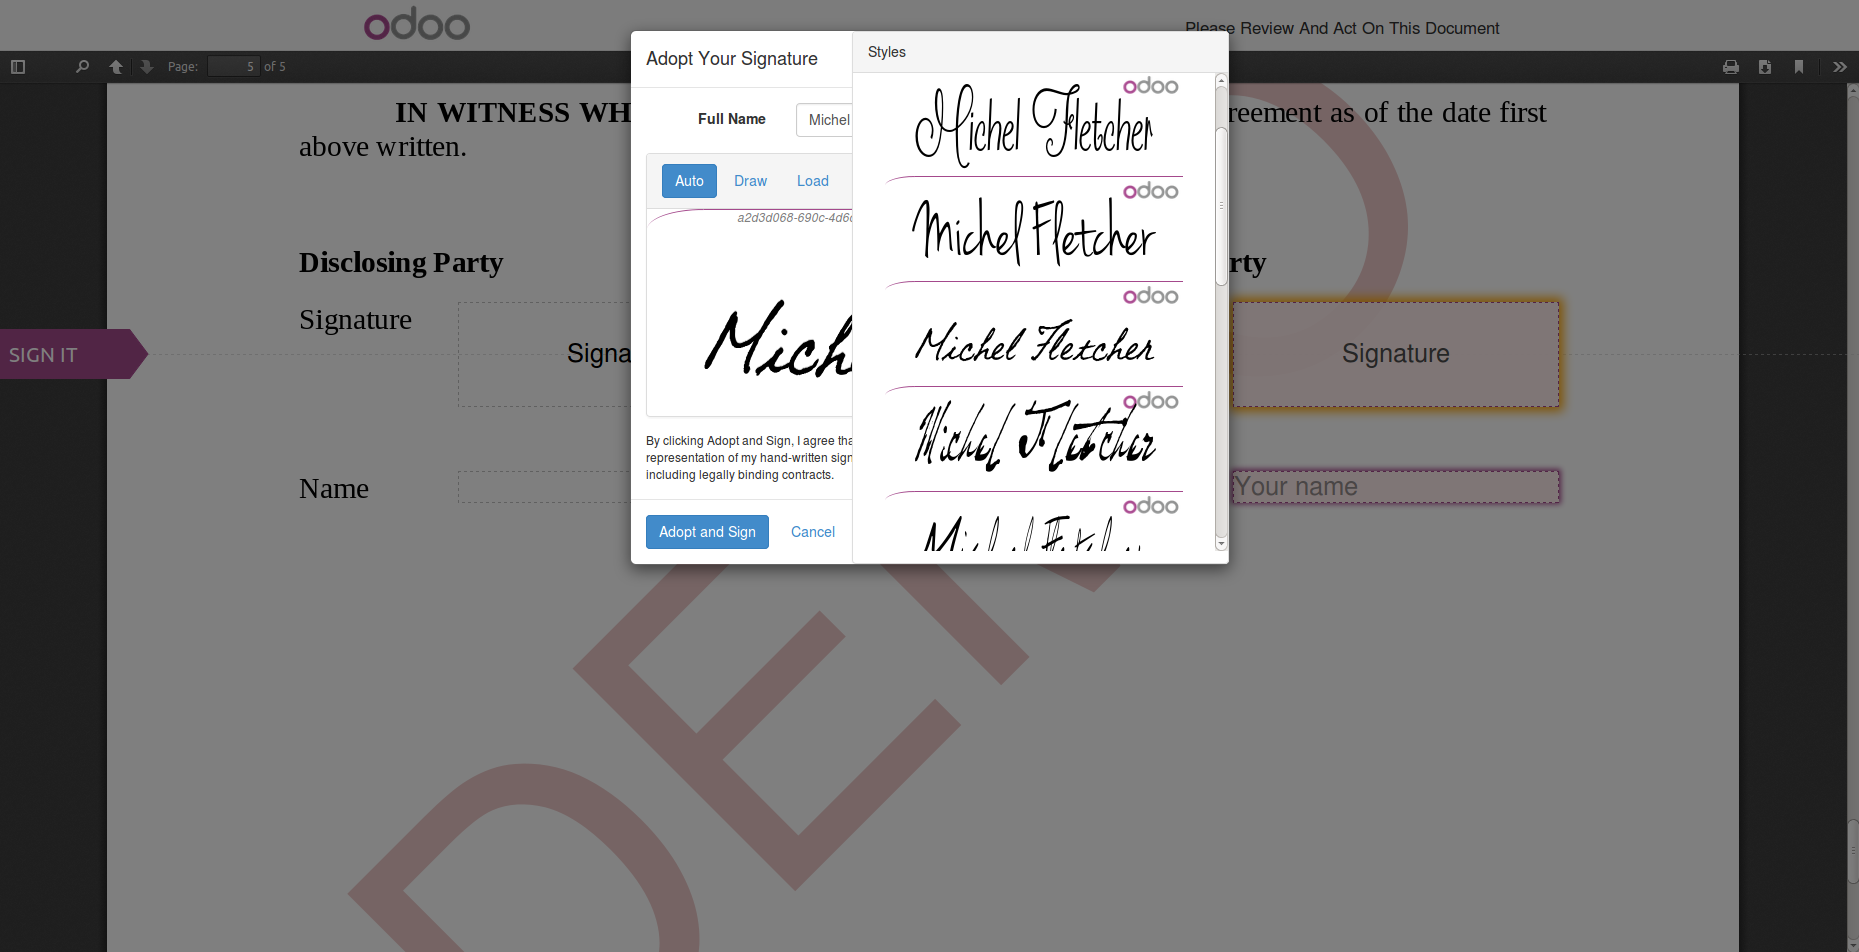 odoo
Please Review And Act On This Document
Page: 5 of 5
IN WITNESS WH
reement as of the date first
above written.
Disclosing Party
rty
Signature
Signa
Signature
SIGN IT
Name
Your name
Adopt Your Signature
Full Name
Michel
Auto Draw Load
a2d3d068-690c-4d6
Mich
By clicking Adopt and Sign, I agree tha
representation of my hand-written sign
including legally binding contracts.
Adopt and Sign Cancel
Styles
odoo
Michel Fletcher
odoo
Michel Fletcher
odoo
Michel Fletcher
odoo
Michel Fletcher
odoo
Michel Fletcher